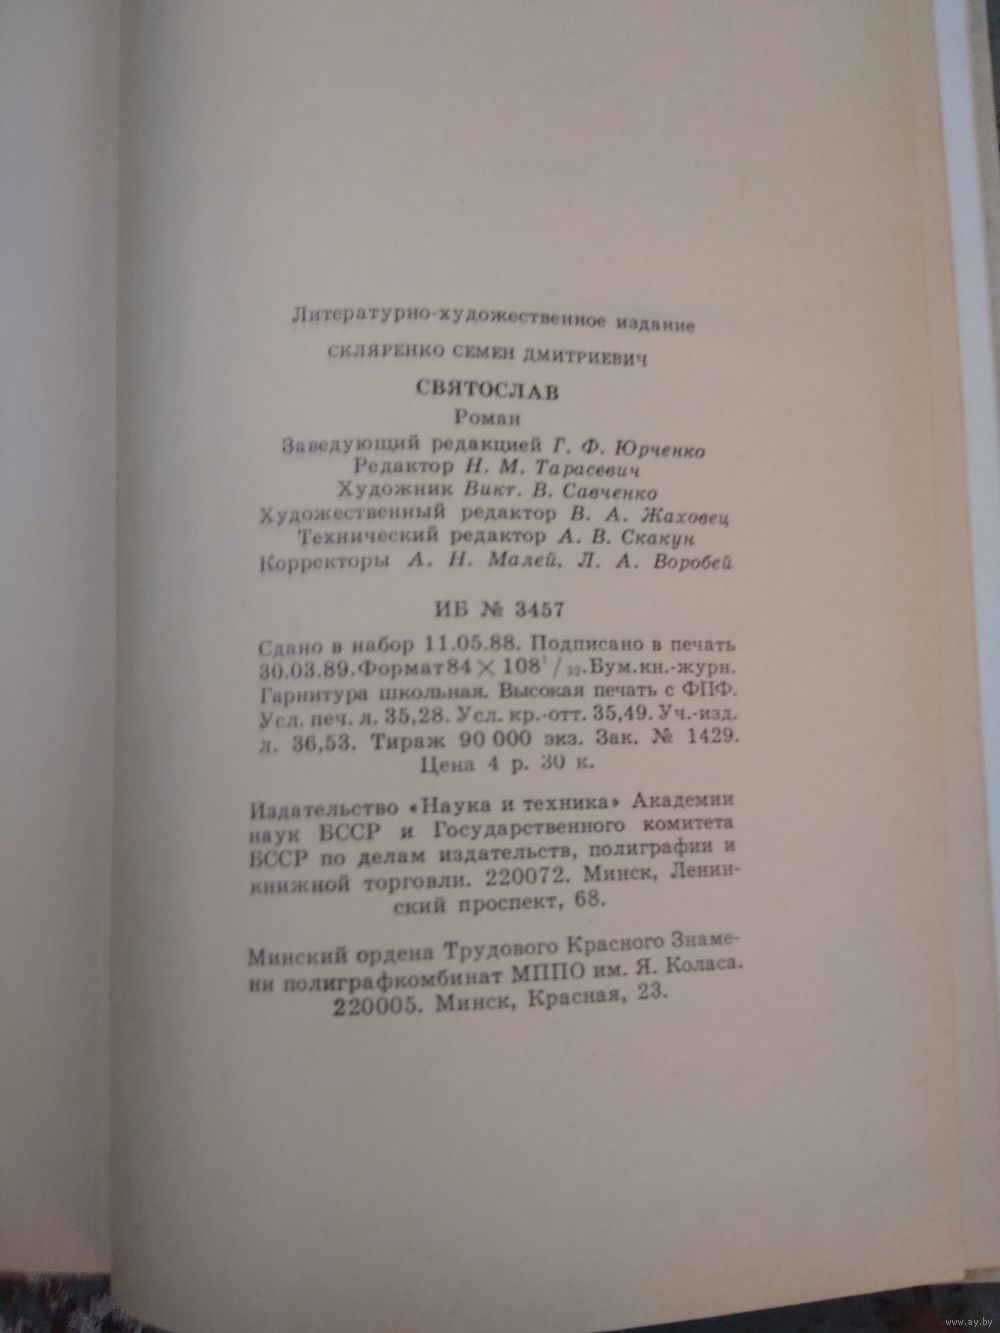 Литературно-художественное издание
СКЛЯРЕНКО СЕМЕН ДМИТРИЕВИЧ
СВЯТОСЛАВ
Роман
Заведующий редакцией Г. Ф. Юрченко
Редактор Н. М. Тарасевич
Художник Викт. В. Савченко
Художественный редактор В. А. Жаховец
Технический редактор А. В. Скакун
Корректоры А. Н. Малей, Л. А. Воробей
ИБ № 3457
Сдано в набор 11.05.88. Подписано в печать
30.03.89. Формат 84 × 108¹/₃₂. Бум. кн.-журн.
Гарнитура школьная. Высокая печать с ФПФ.
Усл. печ. л. 35,28. Усл. кр.-отт. 35,49. Уч.-изд.
л. 36,53. Тираж 90 000 экз. Зак. № 1429.
Цена 4 р. 30 к.
Издательство «Наука и техника» Академии
наук БССР и Государственного комитета
БССР по делам издательств, полиграфии и
книжной торговли. 220072. Минск, Ленин-
ский проспект, 68.
Минский ордена Трудового Красного Знаме-
ни полиграфкомбинат МППО им. Я. Коласа.
220005. Минск, Красная, 23.
www.ay.by